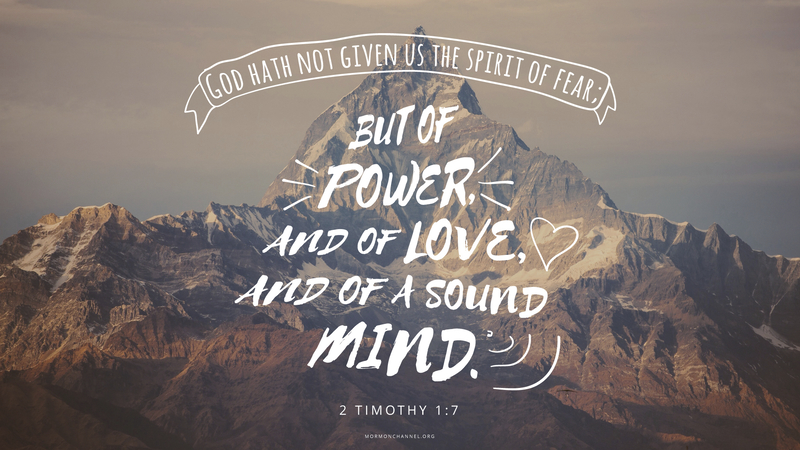 GOD HATH NOT GIVEN US THE SPIRIT OF FEAR;
BUT OF
POWER,
AND OF LOVE,
AND OF A SOUND
MIND.
2 TIMOTHY 1:7
MORMONCHANNEL.ORG